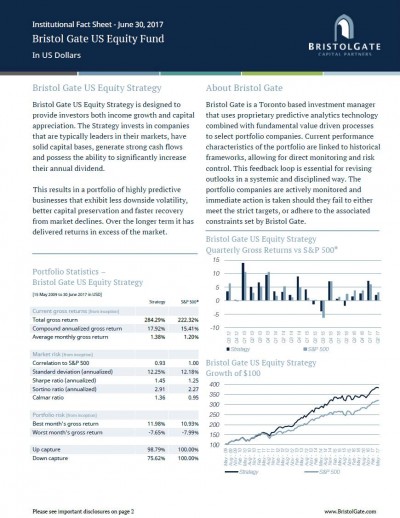 Institutional Fact Sheet - June 30, 2017
Bristol Gate US Equity Fund
In US Dollars
BRISTOLGATE
CAPITAL PARTNERS
Bristol Gate US Equity Strategy
Bristol Gate US Equity Strategy is designed to
provide investors both income growth and capital
appreciation. The Strategy invests in companies
that are typically leaders in their markets, have
solid capital bases, generate strong cash flows
and possess the ability to significantly increase
their annual dividend.
This results in a portfolio of highly predictive
businesses that exhibit less downside volatility,
better capital preservation and faster recovery
from market declines. Over the longer term it has
delivered returns in excess of the market.
Portfolio Statistics –
Bristol Gate US Equity Strategy
(15 May 2009 to 30 June 2017 in USD)
Strategy S&P 500®
Current gross returns (from inception)
Total gross return 284.29% 222.32%
Compound annualized gross return 17.92% 15.41%
Average monthly gross return 1.38% 1.20%
Market risk (from inception)
Correlation to S&P 500 0.93 1.00
Standard deviation (annualized) 12.25% 12.18%
Sharpe ratio (annualized) 1.45 1.25
Sortino ratio (annualized) 2.91 2.27
Calmar ratio 1.36 0.95
Portfolio risk (from inception)
Best month's gross return 11.98% 10.93%
Worst month's gross return -7.65% -7.99%
Up capture 98.79% 100.00%
Down capture 75.62% 100.00%
About Bristol Gate
Bristol Gate is a Toronto based investment manager
that uses proprietary predictive analytics technology
combined with fundamental value driven processes
to select portfolio companies. Current performance
characteristics of the portfolio are linked to historical
frameworks, allowing for direct monitoring and risk
control. This feedback loop is essential for revising
outlooks in a systemic and disciplined way. The
portfolio companies are actively monitored and
immediate action is taken should they fail to either
meet the strict targets, or adhere to the associated
constraints set by Bristol Gate.
Bristol Gate US Equity Strategy
Quarterly Gross Returns vs S&P 500®
15
10
5
0
-5
-10
Strategy S&P 500
Bristol Gate US Equity Strategy
Growth of $100
400
350
300
250
200
150
100
Strategy S&P 500
Please see important disclosures on page 2
www.BristolGate.com